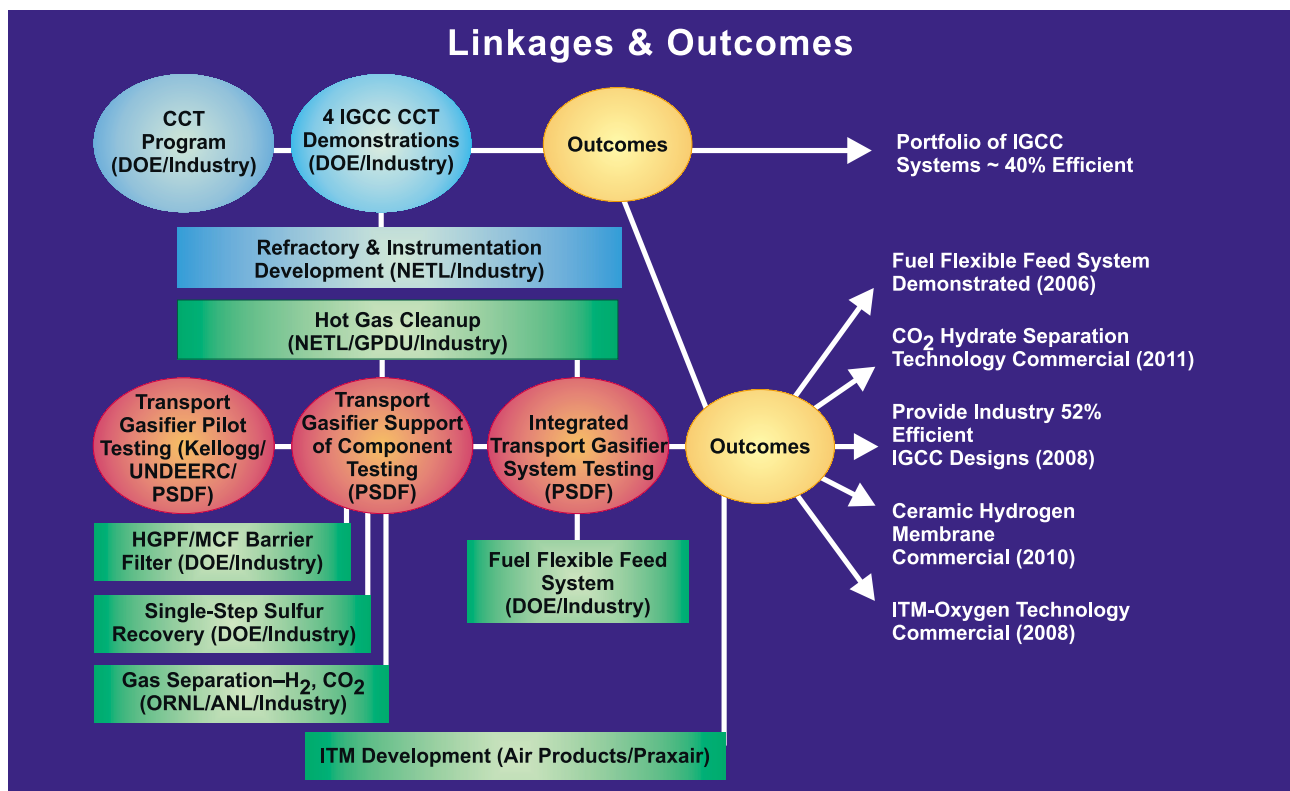 Linkages & Outcomes
CCT
Program
(DOE/Industry)
4 IGCC CCT
Demonstrations
(DOE/Industry)
Outcomes
Portfolio of IGCC
Systems ~ 40% Efficient
Refractory & Instrumentation
Development (NETL/Industry)
Hot Gas Cleanup
(NETL/GPDU/Industry)
Transport
Gasifier Pilot
Testing (Kellogg/
UNDEERC/
PSDF)
Transport
Gasifier Support
of Component
Testing
(PSDF)
Integrated
Transport Gasifier
System Testing
(PSDF)
Outcomes
Fuel Flexible Feed System
Demonstrated (2006)
CO2 Hydrate Separation
Technology Commercial (2011)
Provide Industry 52%
Efficient
IGCC Designs (2008)
Ceramic Hydrogen
Membrane
Commercial (2010)
ITM-Oxygen Technology
Commercial (2008)
HGPF/MCF Barrier
Filter (DOE/Industry)
Single-Step Sulfur
Recovery (DOE/Industry)
Gas Separation–H2, CO2
(ORNL/ANL/Industry)
Fuel Flexible Feed
System
(DOE/Industry)
ITM Development (Air Products/Praxair)